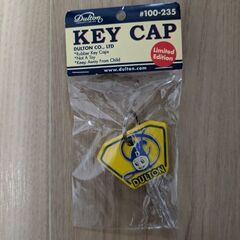 Dulton
#100-235
KEY CAP
DULTON CO., LTD
*Rubber Key Caps
*Not A Toy
*Keep Away From Child
Limited
Edition
www.dulton.com
DULTON